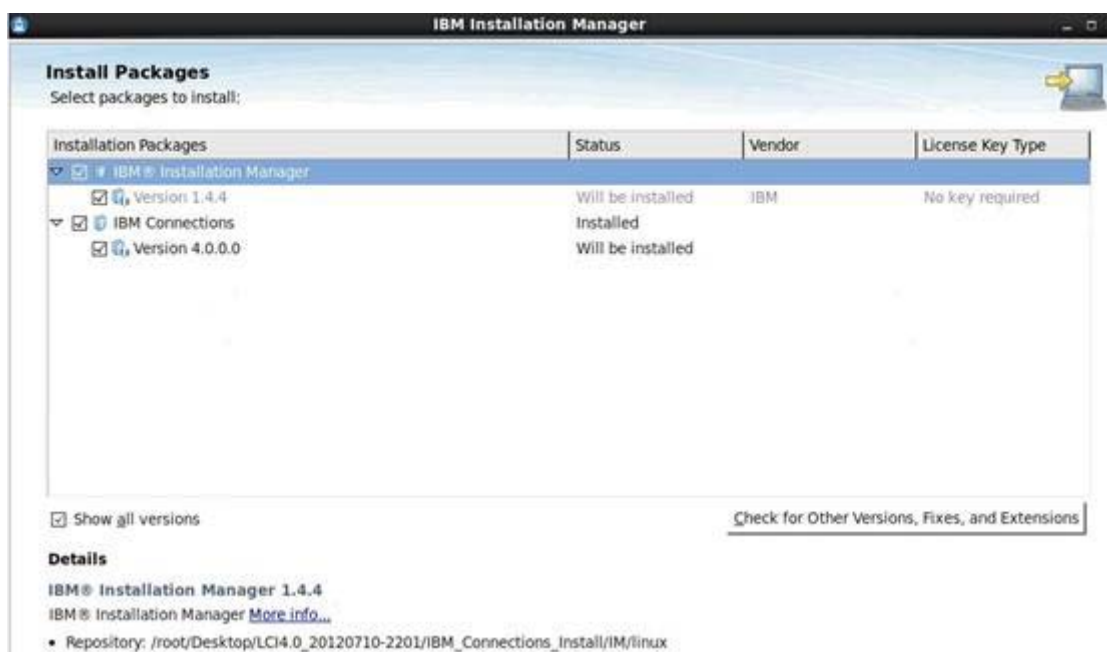 IBM Installation Manager
Install Packages
Select packages to install:
Installation Packages Status Vendor License Key Type
IBM® Installation Manager
Version 1.4.4 Will be installed IBM No key required
IBM Connections Installed
Version 4.0.0.0 Will be installed
Show all versions Check for Other Versions, Fixes, and Extensions
Details
IBM® Installation Manager 1.4.4
IBM® Installation Manager More info...
• Repository: /root/Desktop/LCI4.0_20120710-2201/IBM_Connections_Install/IM/linux